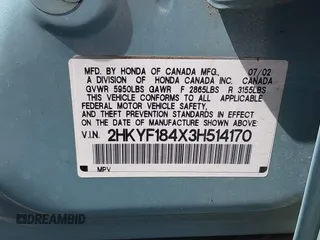 MFD. BY HONDA OF CANADA MFG., 07/02
A DIVISION OF HONDA CANADA INC. CANADA
GVWR 5950LBS GAWR F 2865LBS R 3155LBS
THIS VEHICLE CONFORMS TO ALL APPLICABLE
FEDERAL MOTOR VEHICLE SAFETY AND
THEFT PREVENTION STANDARDS IN EFFECT
ON THE DATE OF MANUFACTURE SHOWN ABOVE.
V.I.N. 2HKYF184X3H514170
MPV
DREAMBID